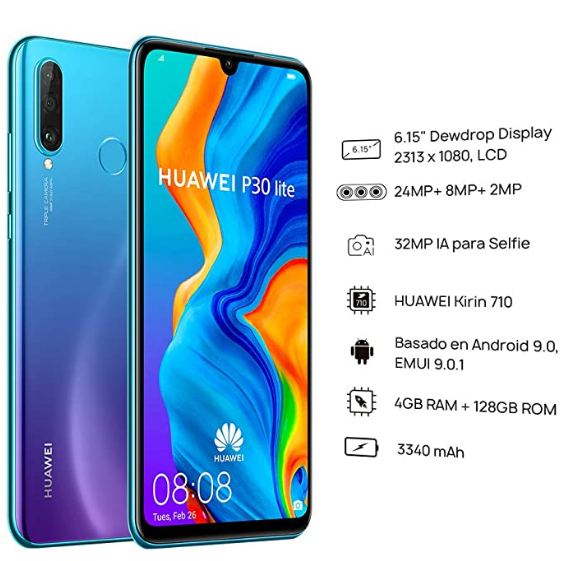 TRIPLE CAMERA
HUAWEI
HUAWEI P30 lite
HUAWEI
08:08
Tues, Feb 26
6.15"
6.15" Dewdrop Display
2313 x 1080, LCD
24MP+ 8MP+ 2MP
AI
32MP IA para Selfie
710
HUAWEI Kirin 710
Basado en Android 9.0,
EMUI 9.0.1
4GB RAM + 128GB ROM
3340 mAh